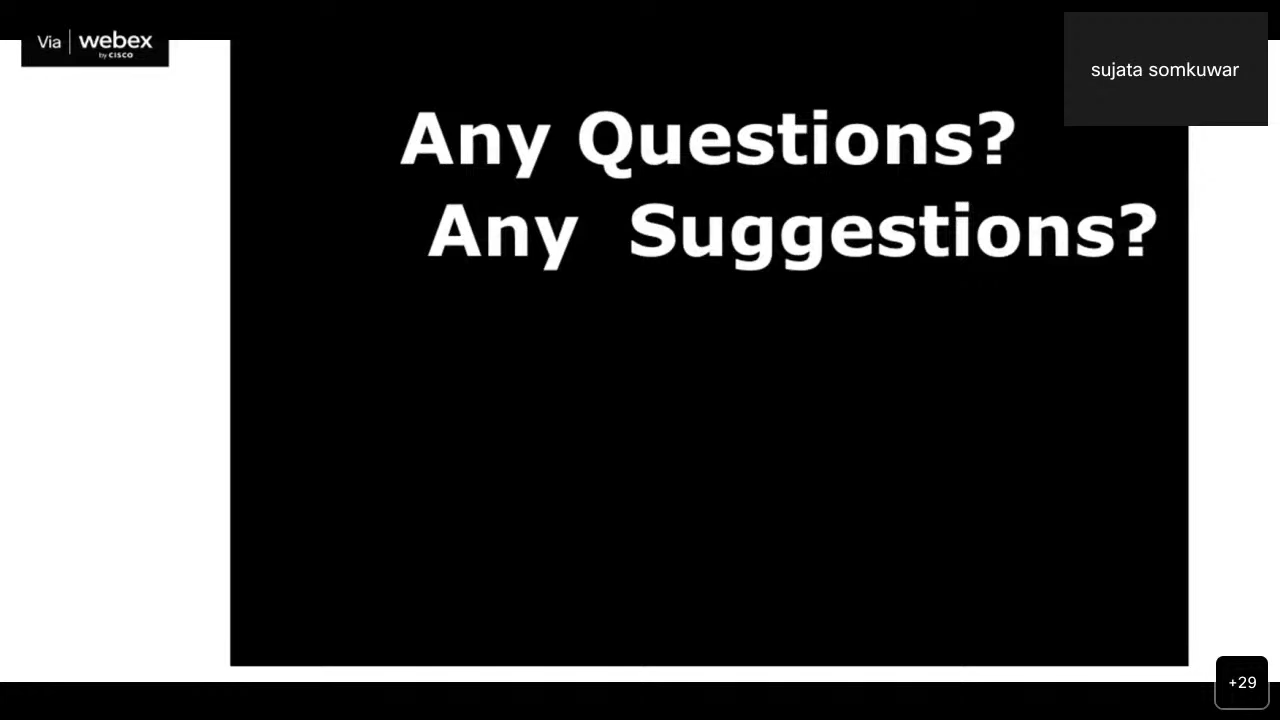 Via webex
by CISCO
sujata somkuwar
Any Questions?
Any Suggestions?
+29